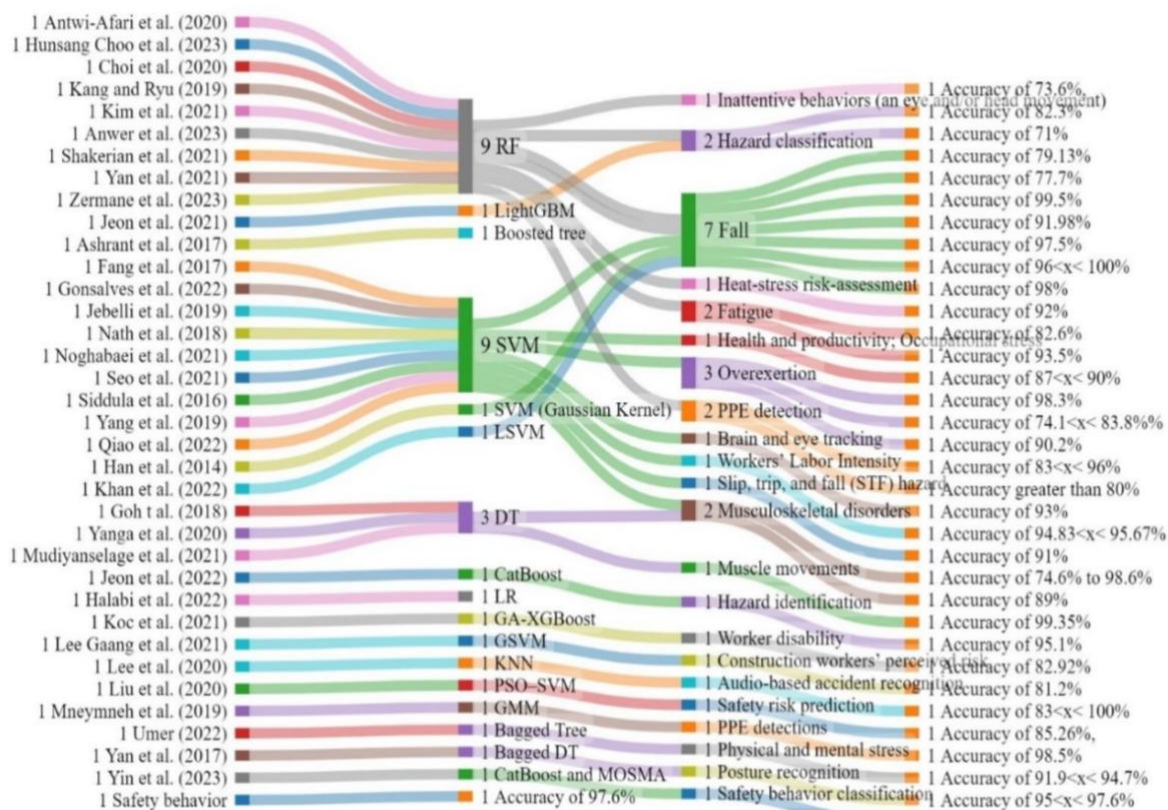 1 Antwi-Afari et al. (2020)
1 Hunsang Choo et al. (2023)
1 Choi et al. (2020)
1 Kang and Ryu (2019)
1 Kim et al. (2021)
1 Anwer et al. (2023)
1 Shakerian et al. (2021)
1 Yan et al. (2021)
1 Zermane et al. (2023)
1 Jeon et al. (2021)
1 Ashrant et al. (2017)
1 Fang et al. (2017)
1 Gonsalves et al. (2022)
1 Jebelli et al. (2019)
1 Nath et al. (2018)
1 Noghabaei et al. (2021)
1 Seo et al. (2021)
1 Siddula et al. (2016)
1 Yang et al. (2019)
1 Qiao et al. (2022)
1 Han et al. (2014)
1 Khan et al. (2022)
1 Goh t al. (2018)
1 Yanga et al. (2020)
1 Mudiyanselage et al. (2021)
1 Jeon et al. (2022)
1 Halabi et al. (2022)
1 Koc et al. (2021)
1 Lee Gaang et al. (2021)
1 Lee et al. (2020)
1 Liu et al. (2020)
1 Mneymneh et al. (2019)
1 Umer (2022)
1 Yan et al. (2017)
1 Yin et al. (2023)
1 Safety behavior
9 RF
1 LightGBM
1 Boosted tree
9 SVM
1 SVM (Gaussian Kernel)
1 LSVM
3 DT
1 CatBoost
1 LR
1 GA-XGBoost
1 GSVM
1 KNN
1 PSO–SVM
1 GMM
1 Bagged Tree
1 Bagged DT
1 CatBoost and MOSMA
1 Accuracy of 97.6%
1 Inattentive behaviors (an eye and/or head movement)
2 Hazard classification
7 Fall
1 Heat-stress risk-assessment
2 Fatigue
1 Health and productivity; Occupational stress
3 Overexertion
2 PPE detection
1 Brain and eye tracking
1 Workers' Labor Intensity
1 Slip, trip, and fall (STF) hazard
2 Musculoskeletal disorders
1 Muscle movements
1 Hazard identification
1 Worker disability
1 Construction workers' perceived risk
1 Audio-based accident recognition
1 Safety risk prediction
1 PPE detections
1 Physical and mental stress
1 Posture recognition
1 Safety behavior classification
1 Accuracy of 73.6%,
1 Accuracy of 82.3%
1 Accuracy of 71%
1 Accuracy of 79.13%
1 Accuracy of 77.7%
1 Accuracy of 99.5%
1 Accuracy of 91.98%
1 Accuracy of 97.5%
1 Accuracy of 96<x< 100%
1 Accuracy of 98%
1 Accuracy of 92%
1 Accuracy of 82.6%
1 Accuracy of 93.5%
1 Accuracy of 87<x< 90%
1 Accuracy of 98.3%
1 Accuracy of 74.1<x< 83.8%%
1 Accuracy of 90.2%
1 Accuracy of 83<x< 96%
1 Accuracy greater than 80%
1 Accuracy of 93%
1 Accuracy of 94.83<x< 95.67%
1 Accuracy of 91%
1 Accuracy of 74.6% to 98.6%
1 Accuracy of 89%
1 Accuracy of 99.35%
1 Accuracy of 95.1%
1 Accuracy of 82.92%
1 Accuracy of 81.2%
1 Accuracy of 83<x< 100%
1 Accuracy of 85.26%,
1 Accuracy of 98.5%
1 Accuracy of 91.9<x< 94.7%
1 Accuracy of 95<x< 97.6%